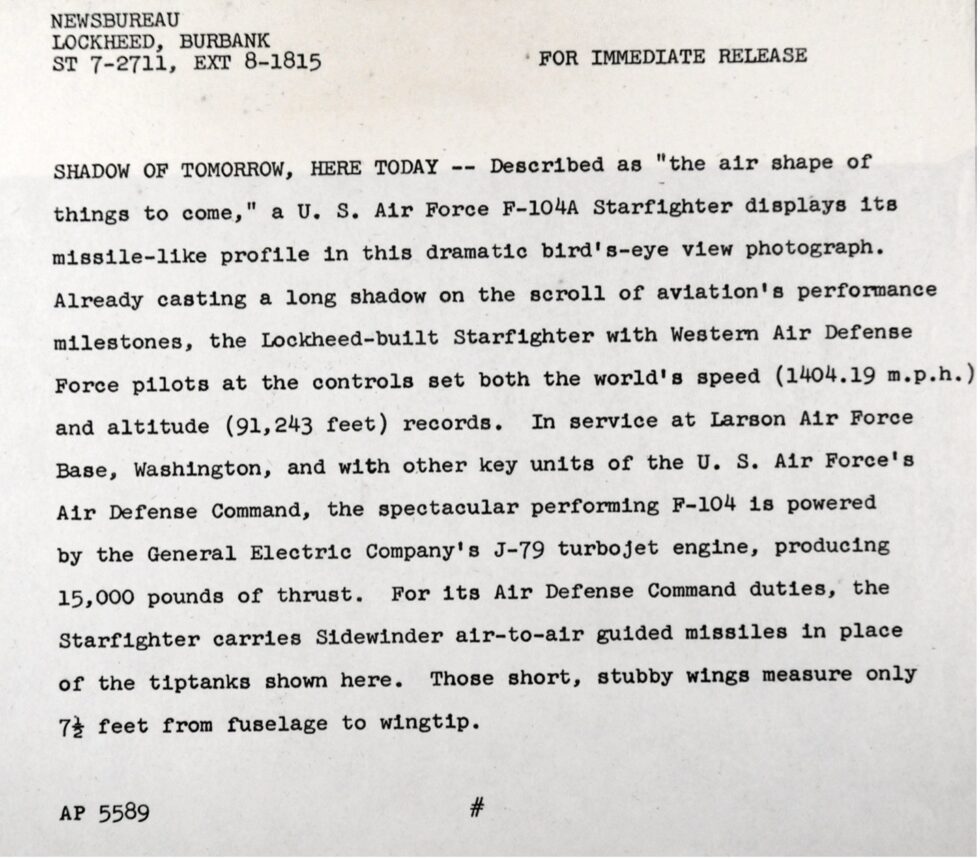 NEWSBUREAU
LOCKHEED, BURBANK
ST 7-2711, EXT 8-1815
FOR IMMEDIATE RELEASE
SHADOW OF TOMORROW, HERE TODAY -- Described as "the air shape of
things to come," a U. S. Air Force F-104A Starfighter displays its
missile-like profile in this dramatic bird's-eye view photograph.
Already casting a long shadow on the scroll of aviation's performance
milestones, the Lockheed-built Starfighter with Western Air Defense
Force pilots at the controls set both the world's speed (1404.19 m.p.h.)
and altitude (91,243 feet) records. In service at Larson Air Force
Base, Washington, and with other key units of the U. S. Air Force's
Air Defense Command, the spectacular performing F-104 is powered
by the General Electric Company's J-79 turbojet engine, producing
15,000 pounds of thrust. For its Air Defense Command duties, the
Starfighter carries Sidewinder air-to-air guided missiles in place
of the tiptanks shown here. Those short, stubby wings measure only
7½ feet from fuselage to wingtip.
AP 5589 #